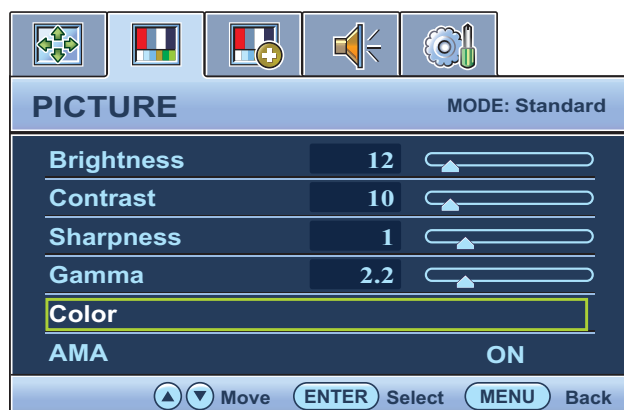 PICTURE MODE: Standard
Brightness 12
Contrast 10
Sharpness 1
Gamma 2.2
Color
AMA ON
Move ENTER Select MENU Back